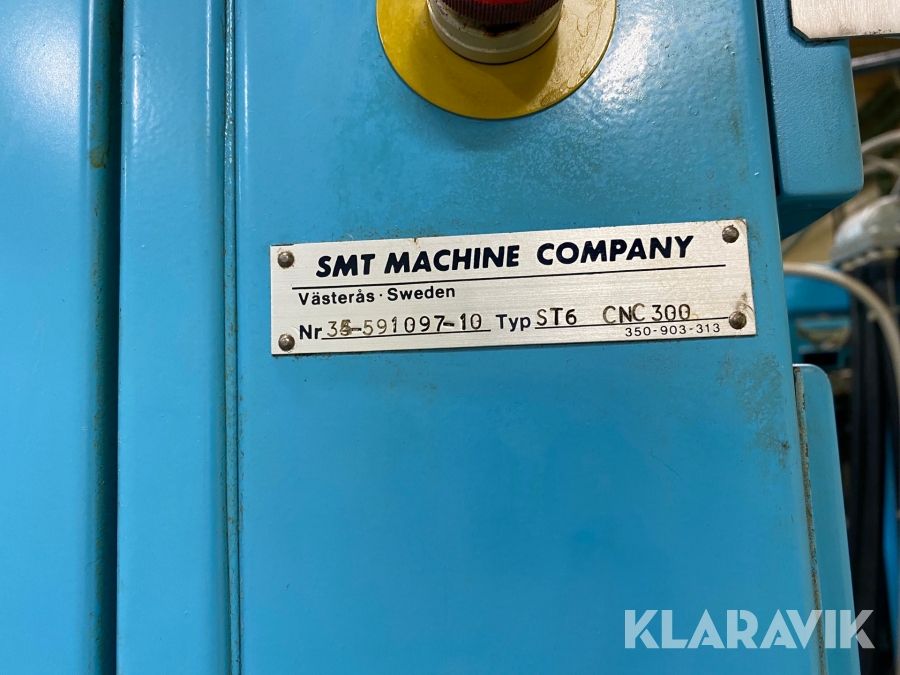 SMT MACHINE COMPANY
Västerås · Sweden
Nr 35-591097-10 Typ ST6 CNC 300
350-903-313
KLARAVIK